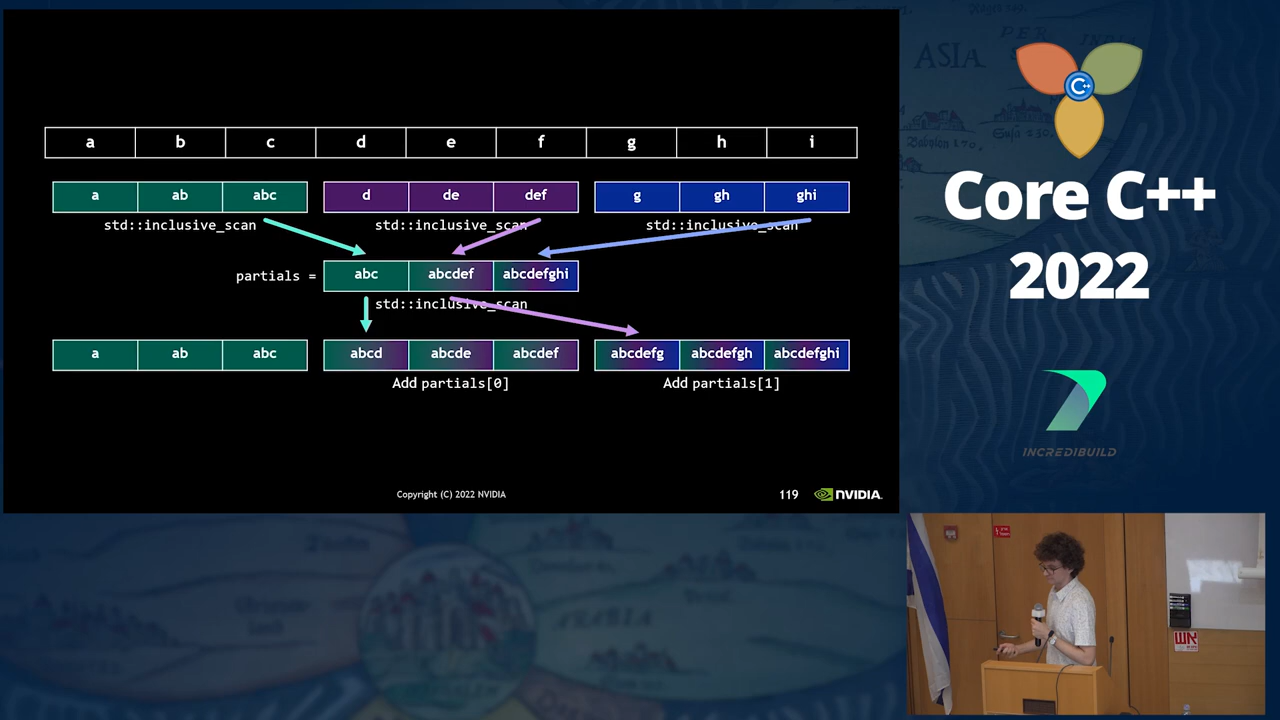 a b c d e f g h i
a ab abc d de def g gh ghi
std::inclusive_scan std::inclusive_scan std::inclusive_scan
partials = abc abcdef abcdefghi
std::inclusive_scan
a ab abc abcd abcde abcdef abcdefg abcdefgh abcdefghi
Add partials[0] Add partials[1]
Copyright (C) 2022 NVIDIA 119 NVIDIA
C++
Core C++
2022
INCREDIBUILD
ASIA
ARABIA
אש